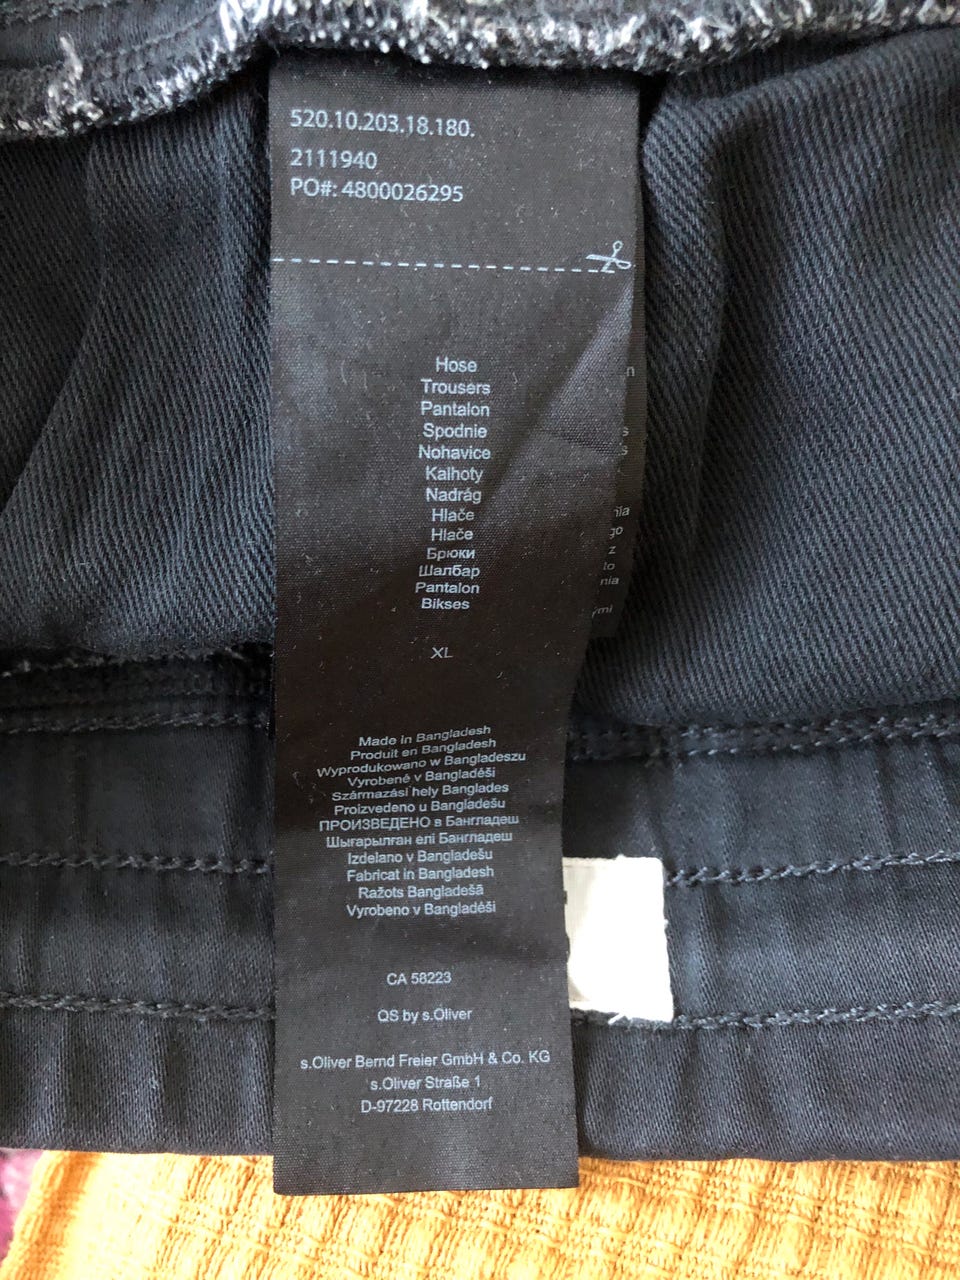 520.10.203.18.180.
2111940
PO#: 4800026295
Hose
Trousers
Pantalon
Spodnie
Nohavice
Kalhoty
Nadrág
Hlače
Hlače
Брюки
Шалбар
Pantalon
Bikses
XL
Made in Bangladesh
Produit en Bangladesh
Wyprodukowano w Bangladeszu
Vyrobené v Bangladéši
Származási hely Banglades
Proizvedeno u Bangladešu
ПРОИЗВЕДЕНО в Бангладеш
Шығарылған елі Бангладеш
Izdelano v Bangladešu
Fabricat in Bangladesh
Ražots Bangladešā
Vyrobeno v Bangladéši
CA 58223
QS by s.Oliver
s.Oliver Bernd Freier GmbH & Co. KG
s.Oliver Straße 1
D-97228 Rottendorf